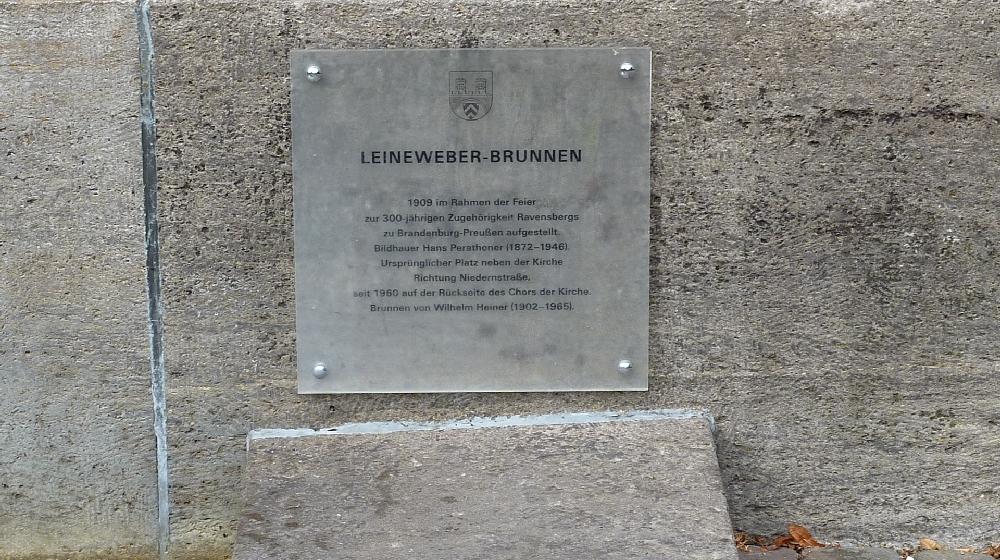 LEINEWEBER-BRUNNEN
1909 im Rahmen der Feier
zur 300-jährigen Zugehörigkeit Ravensbergs
zu Brandenburg-Preußen aufgestellt.
Bildhauer Hans Perathoner (1872–1946).
Ursprünglicher Platz neben der Kirche
Richtung Niedernstraße,
seit 1960 auf der Rückseite des Chors der Kirche.
Brunnen von Wilhelm Heiner (1902–1965).